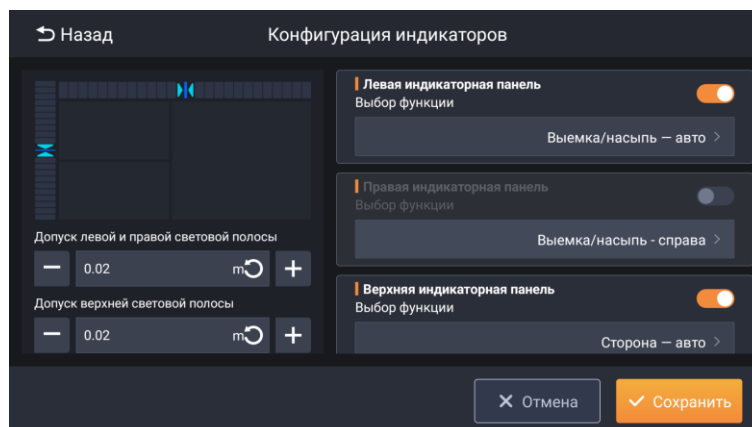 Назад
Конфигурация индикаторов
Допуск левой и правой световой полосы
0.02 m
Допуск верхней световой полосы
0.02 m
Левая индикаторная панель
Выбор функции
Выемка/насыпь — авто
Правая индикаторная панель
Выбор функции
Выемка/насыпь - справа
Верхняя индикаторная панель
Выбор функции
Сторона — авто
Отмена
Сохранить